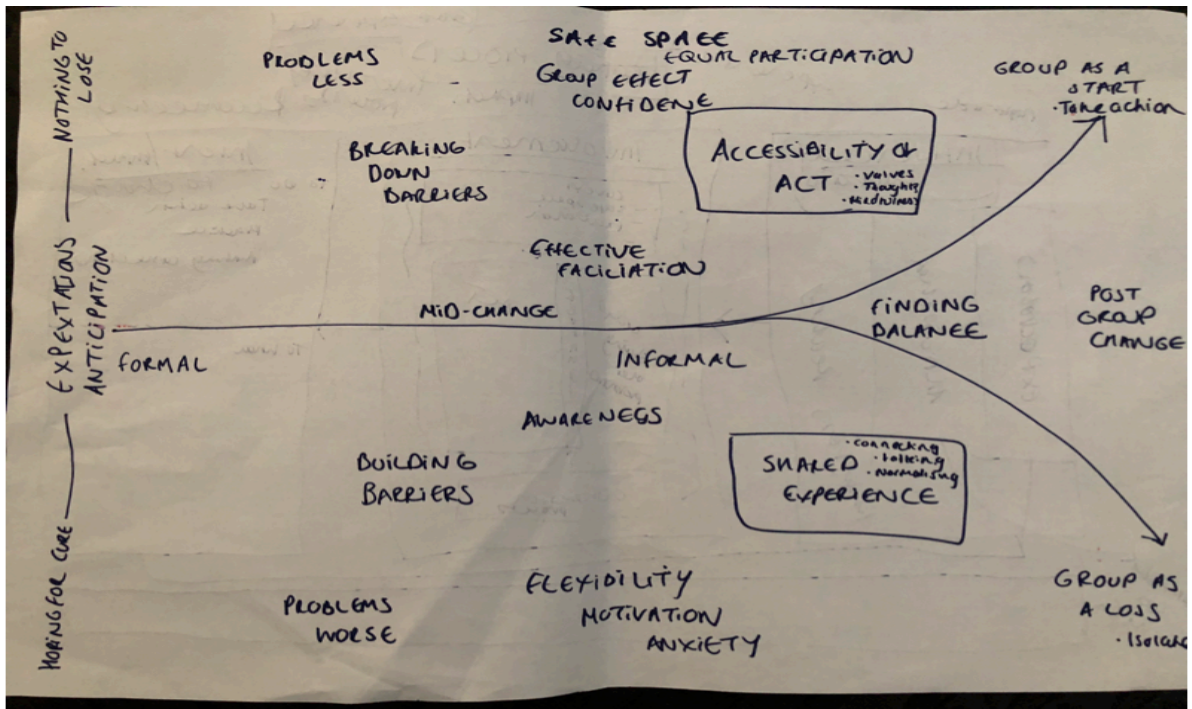 NOTHING TO
LOSE
EXPEXTATIONS
ANTICIPATION
HOPING FOR CURE
PROBLEMS
LESS
SAFE SPACE
EQUAL PARTICIPATION
GROUP EFFECT
CONFIDENE
GROUP AS A
START
• Take action
BREAKING
DOWN
BARRIERS
ACCESSIBILITY OF
ACT
• Values
• Thoughts
EFFECTIVE
FACILIATION
MID-CHANGE
FORMAL
INFORMAL
FINDING
BALANCE
POST
GROUP
CHANGE
AWARENESS
BUILDING
BARRIERS
• connecting
SHARED • talking
• Normalising
EXPERIENCE
PROBLEMS
WORSE
FLEXIBILITY
MOTIVATION
ANXIETY
GROUP AS
A LOSS